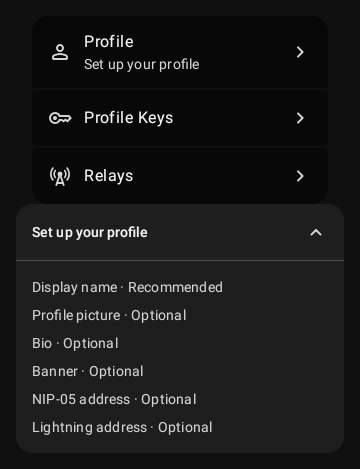 Profile
Set up your profile
Profile Keys
Relays
Set up your profile
Display name · Recommended
Profile picture · Optional
Bio · Optional
Banner · Optional
NIP-05 address · Optional
Lightning address · Optional